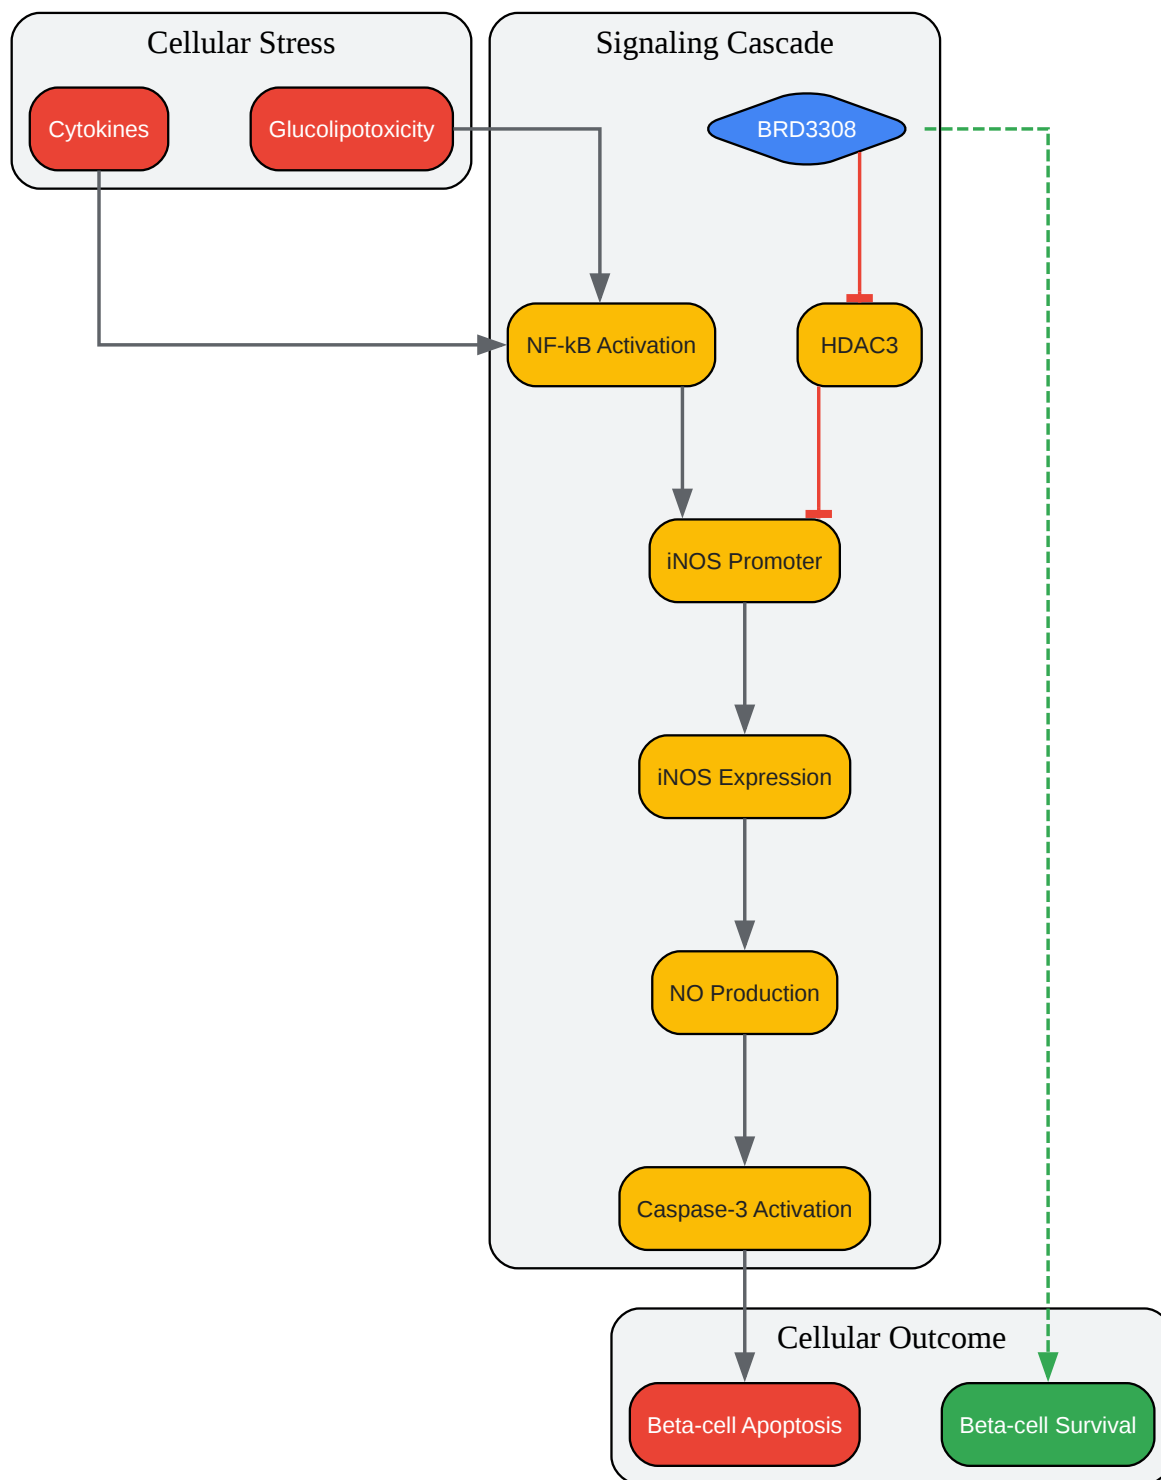 Cellular Stress
Cytokines
Glucolipotoxicity
Signaling Cascade
BRD3308
NF-kB Activation
HDAC3
iNOS Promoter
iNOS Expression
NO Production
Caspase-3 Activation
Cellular Outcome
Beta-cell Apoptosis
Beta-cell Survival